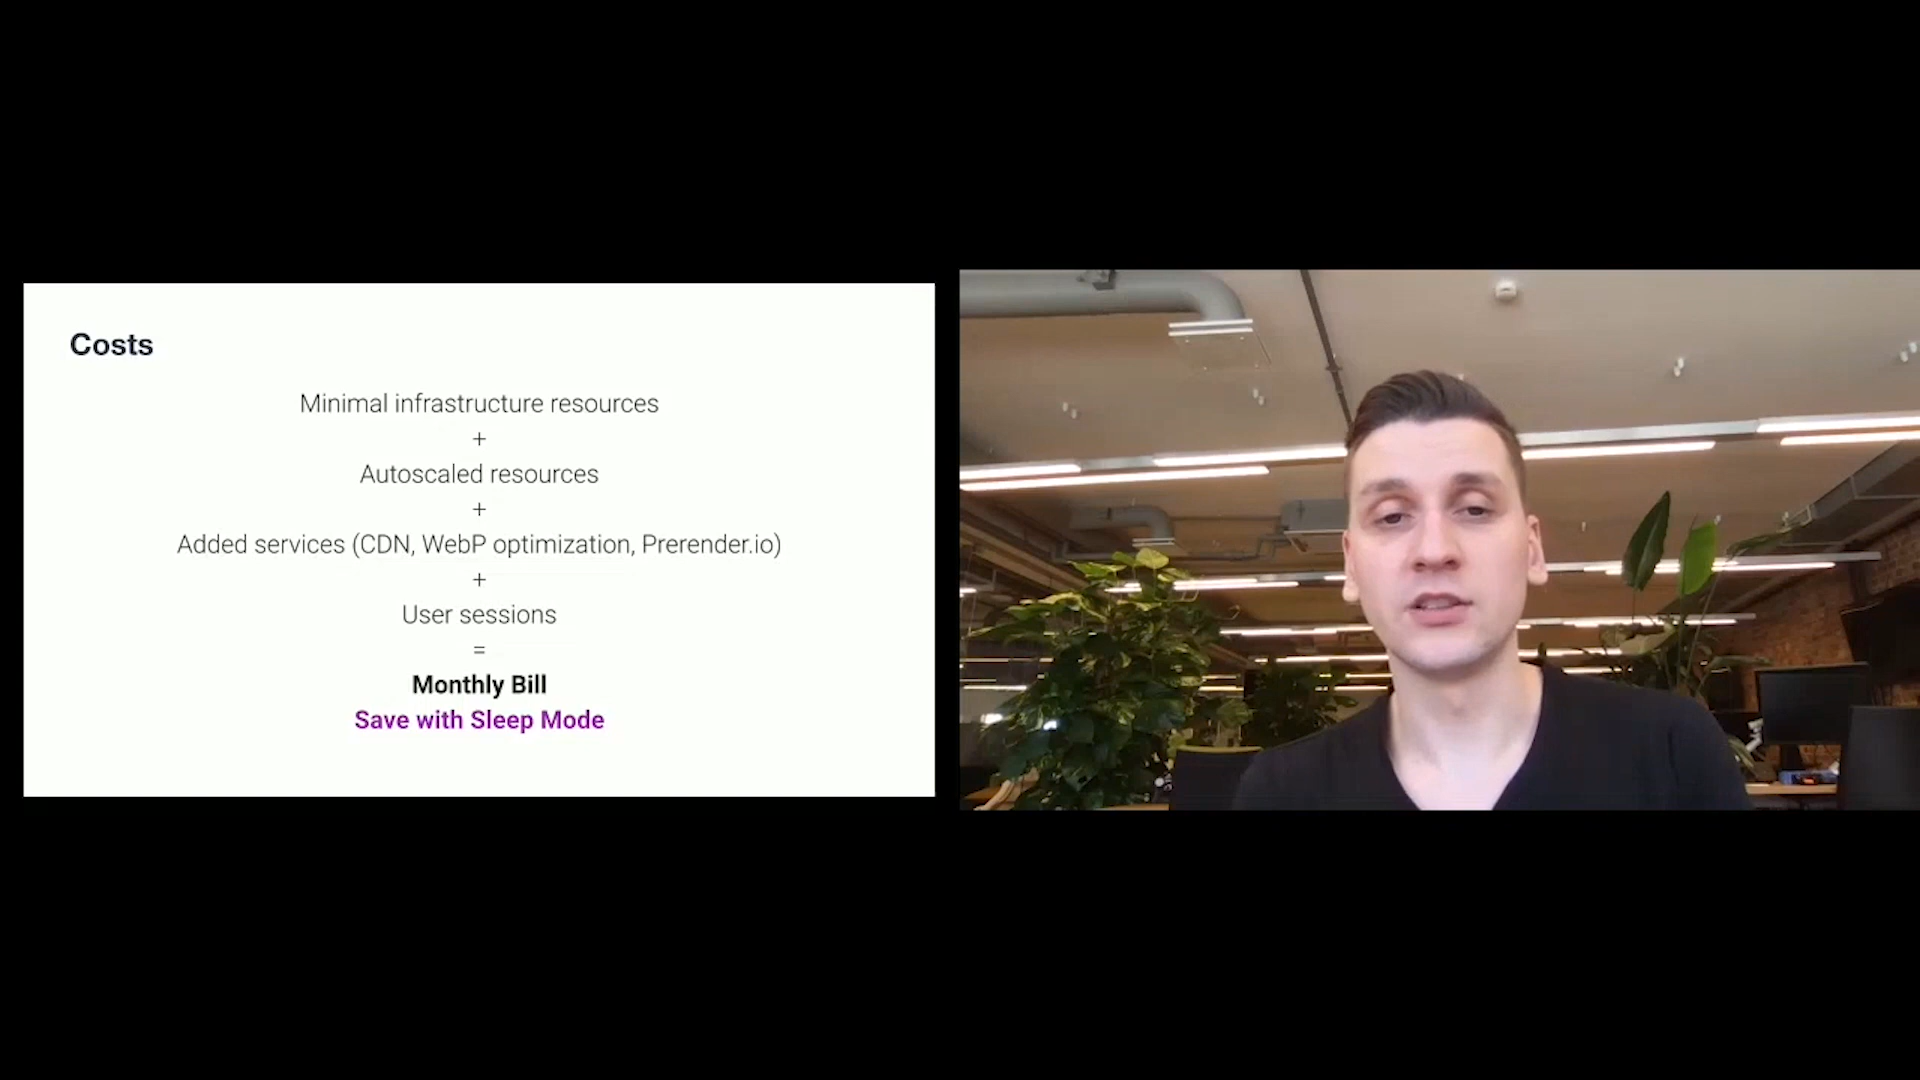 Costs
Minimal infrastructure resources
+
Autoscaled resources
+
Added services (CDN, WebP optimization, Prerender.io)
+
User sessions
=
Monthly Bill
Save with Sleep Mode